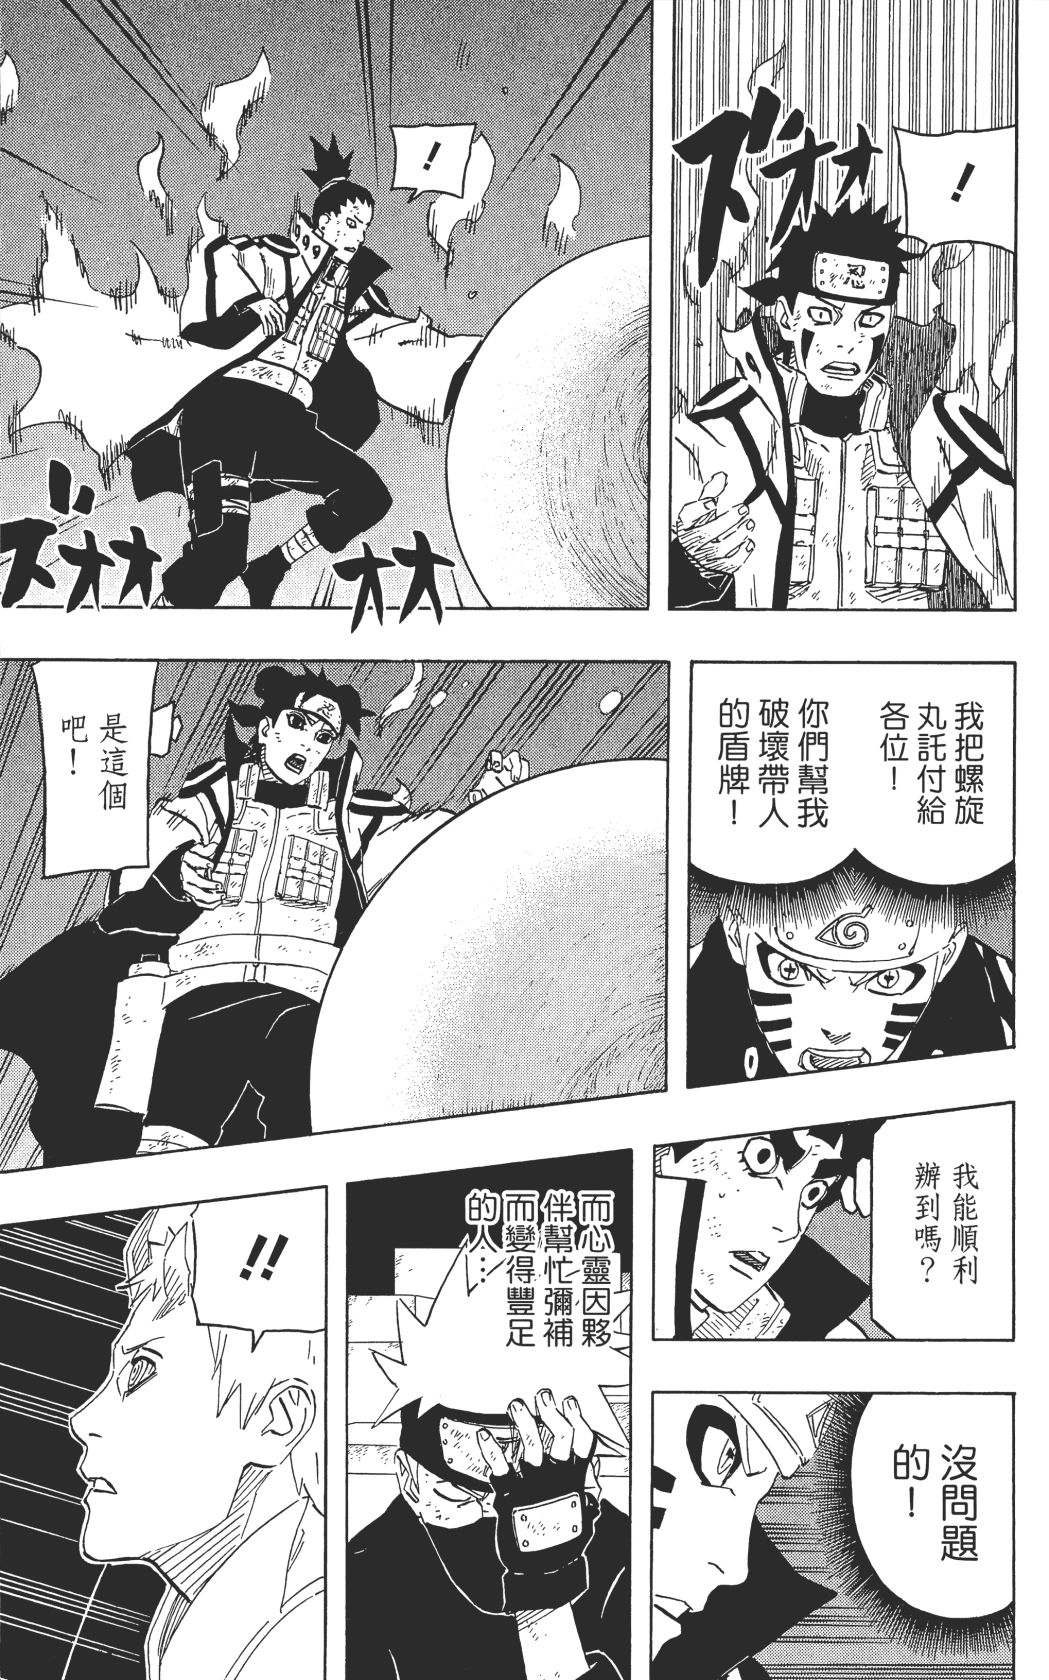 ！
ズオオ
忍
！
ズオオオ
オオ
我把螺旋
丸託付給
各位！
你們幫我
破壞帶人
的盾牌！
忍
是這個
吧！
我能順利
辦到嗎？
沒問題
的！
而心靈因夥
伴幫忙彌補
而變得豐足
的人…
！！